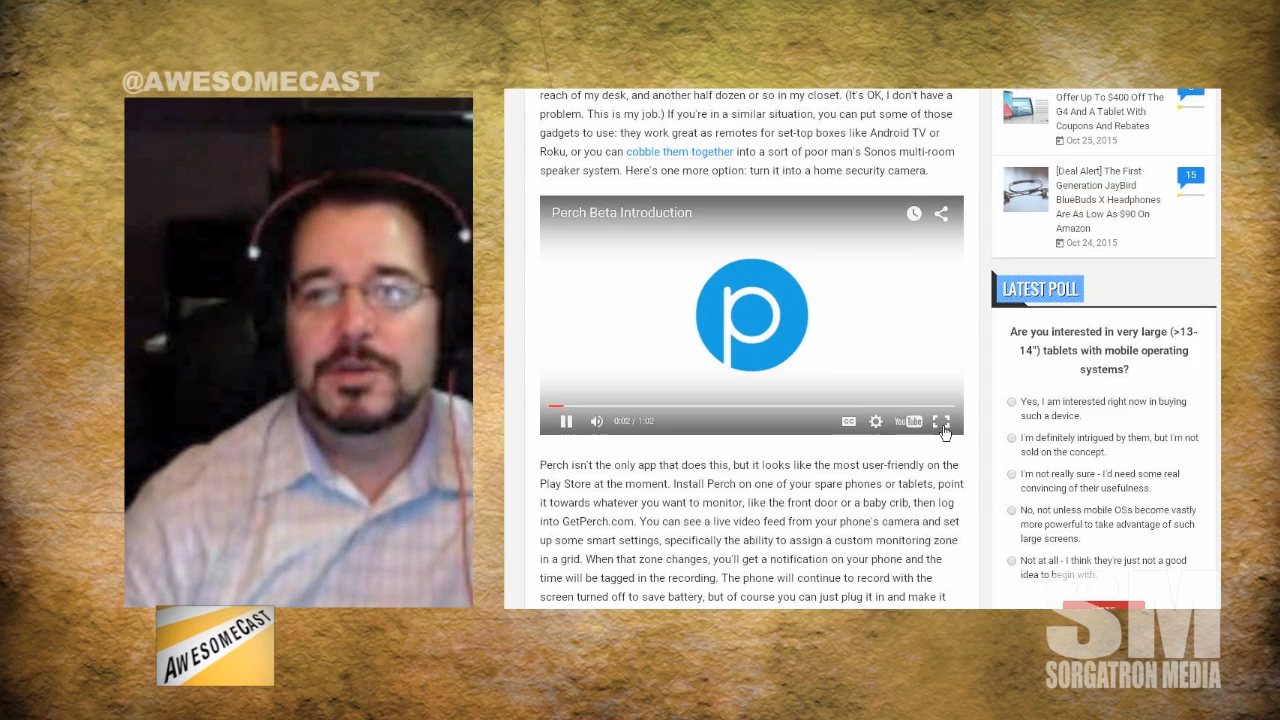 @AWESOMECAST
reach of my desk, and another half dozen or so in my closet. (It's OK, I don't have a
problem. This is my job.) If you're in a similar situation, you can put some of those
gadgets to use: they work great as remotes for set-top boxes like Android TV or
Roku, or you can cobble them together into a sort of poor man's Sonos multi-room
speaker system. Here's one more option: turn it into a home security camera.
Perch Beta Introduction
p
0:02 / 1:02
CC
YouTube
Perch isn't the only app that does this, but it looks like the most user-friendly on the
Play Store at the moment. Install Perch on one of your spare phones or tablets, point
it towards whatever you want to monitor, like the front door or a baby crib, then log
into GetPerch.com. You can see a live video feed from your phone's camera and set
up some smart settings, specifically the ability to assign a custom monitoring zone
in a grid. When that zone changes, you'll get a notification on your phone and the
time will be tagged in the recording. The phone will continue to record with the
screen turned off to save battery, but of course you can just plug it in and make it
Offer Up To $400 Off The
G4 And A Tablet With
Coupons And Rebates
Oct 25, 2015
[Deal Alert] The First
Generation JayBird
BlueBuds X Headphones
Are As Low As $90 On
Amazon
Oct 24, 2015
15
LATEST POLL
Are you interested in very large (>13-
14") tablets with mobile operating
systems?
Yes, I am interested right now in buying
such a device.
I'm definitely intrigued by them, but I'm not
sold on the concept.
I'm not really sure - I'd need some real
convincing of their usefulness.
No, not unless mobile OSs become vastly
more powerful to take advantage of such
large screens.
Not at all - I think they're just not a good
idea to begin with.
AWESOMECAST
SM
SORGATRON MEDIA